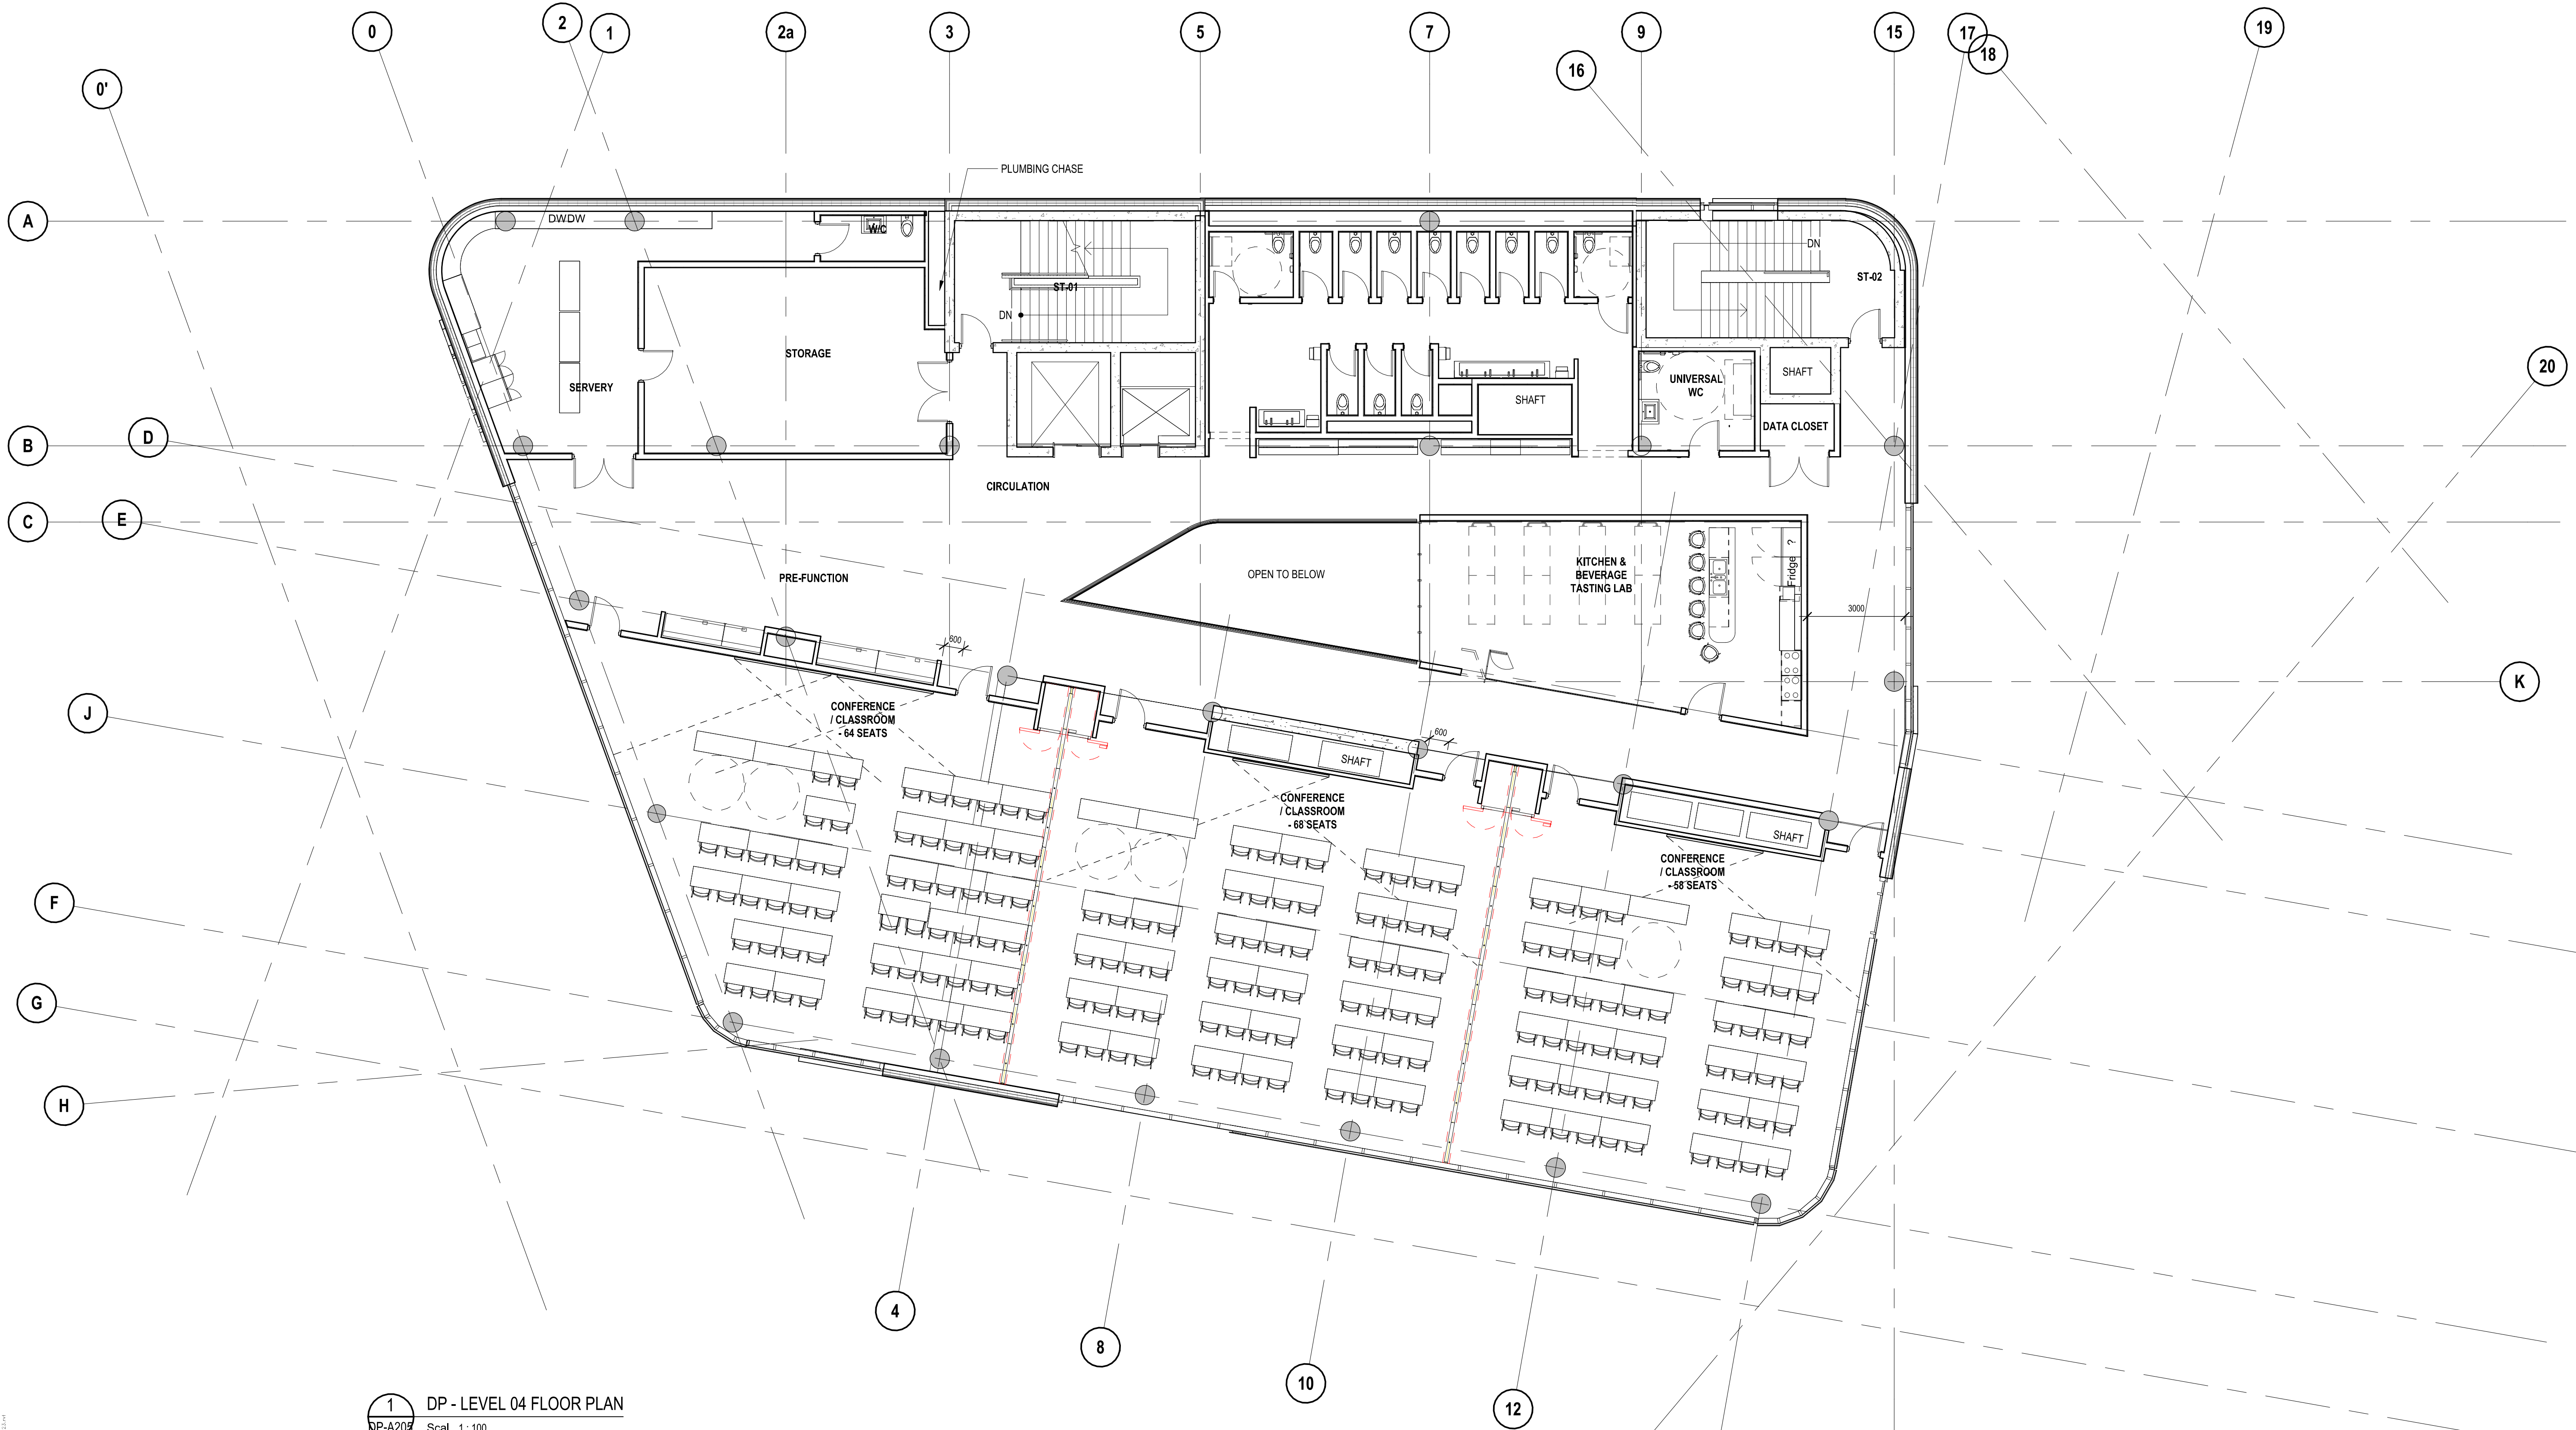 0
2
1
2a
3
5
7
9
15
17
18
19
0'
16
PLUMBING CHASE
A
DWDW
W/C
DN
ST-02
ST-01
DN
STORAGE
SERVERY
SHAFT
UNIVERSAL
WC
SHAFT
20
DATA CLOSET
B
D
CIRCULATION
C
E
Fridge ?
KITCHEN &
BEVERAGE
TASTING LAB
OPEN TO BELOW
PRE-FUNCTION
3000
600
K
CONFERENCE
/ CLASSROOM
- 64 SEATS
J
600
SHAFT
CONFERENCE
/ CLASSROOM
- 68 SEATS
SHAFT
CONFERENCE
/ CLASSROOM
- 58 SEATS
F
G
H
4
8
10
12
1
DP - LEVEL 04 FLOOR PLAN
DP-A205
Scal 1 : 100